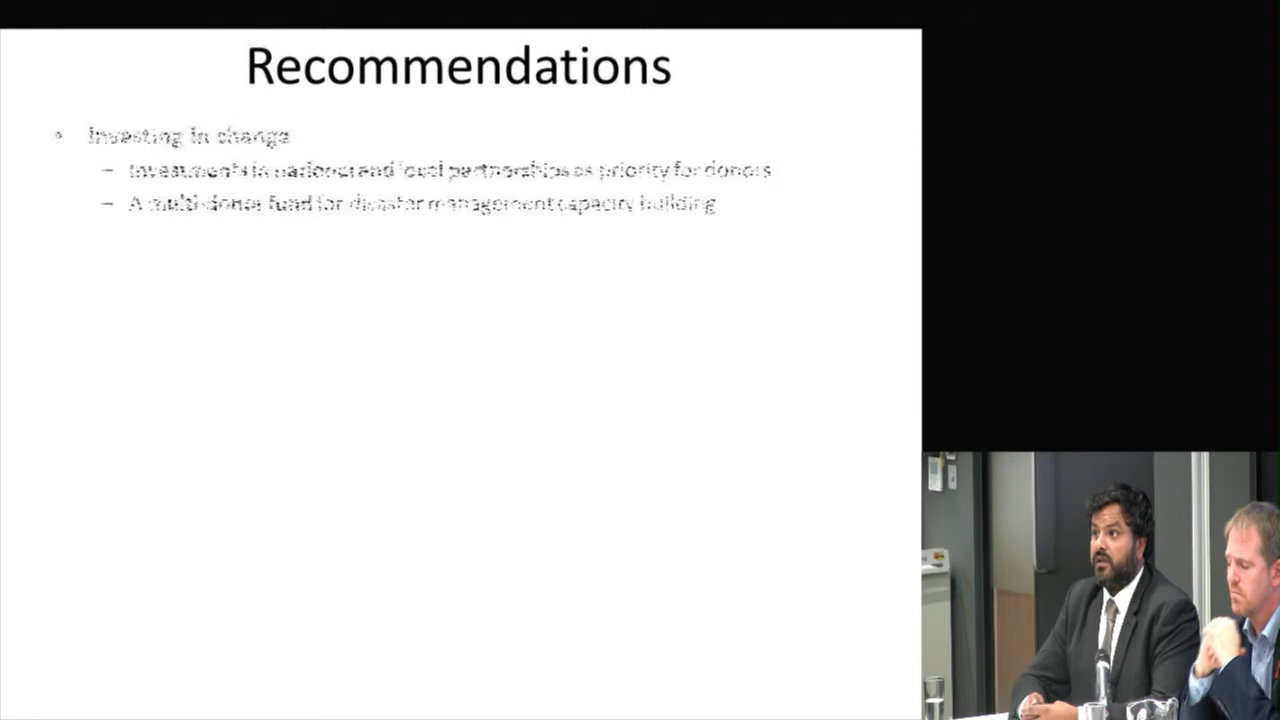 Recommendations
• Investing in change
– Investments in national and local partnerships as priority for donors
– A multi-donor fund for disaster management capacity building